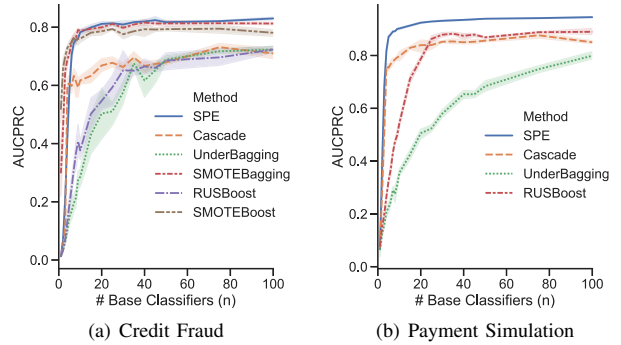 AUCPRC
0.8
0.6
0.4
0.2
0.0
Method
SPE
Cascade
UnderBagging
SMOTEBagging
RUSBoost
SMOTEBoost
0 20 40 60 80 100
# Base Classifiers (n)
(a) Credit Fraud
AUCPRC
0.8
0.6
0.4
0.2
0.0
Method
SPE
Cascade
UnderBagging
RUSBoost
0 20 40 60 80 100
# Base Classifiers (n)
(b) Payment Simulation